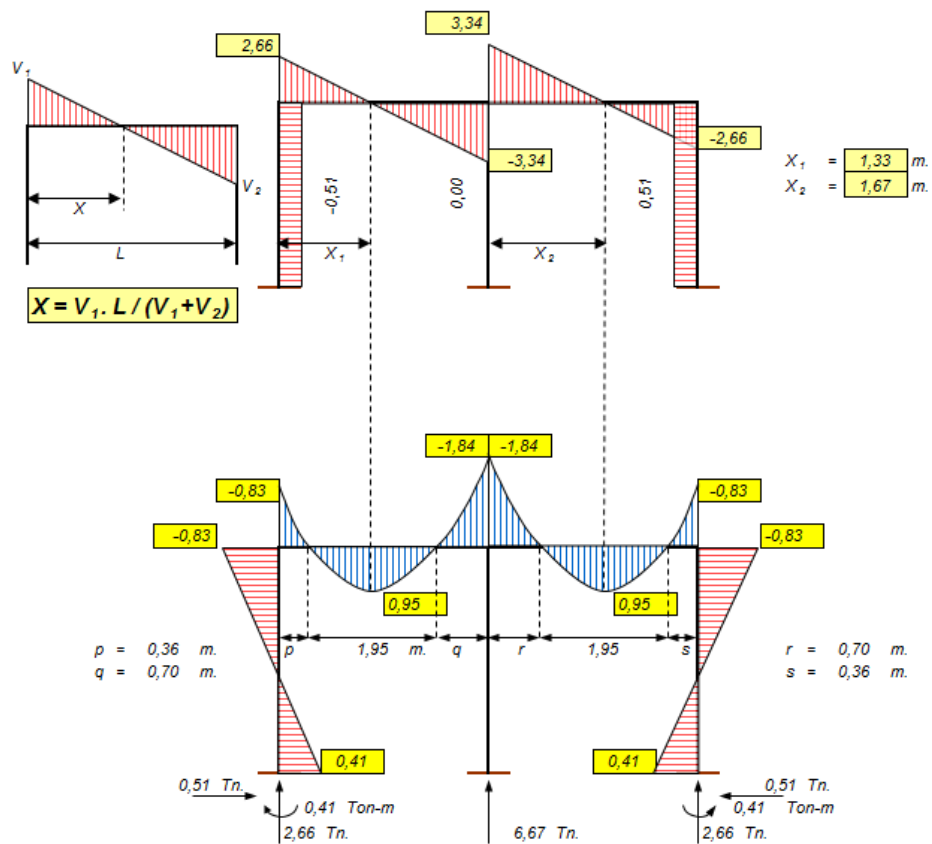 3,34
2,66
V1
-2,66
-3,34
X1 = 1,33 m.
X2 = 1,67 m.
V2
-0,51
0,00
0,51
X
X1
X2
L
X = V1. L / (V1+V2)
-1,84 -1,84
-0,83
-0,83
-0,83
-0,83
0,95
0,95
p = 0,36 m.
q = 0,70 m.
p 1,95 m. q r 1,95 s
r = 0,70 m.
s = 0,36 m.
0,41
0,41
0,51 Tn.
0,51 Tn.
0,41 Ton-m
0,41 Ton-m
2,66 Tn.
6,67 Tn.
2,66 Tn.